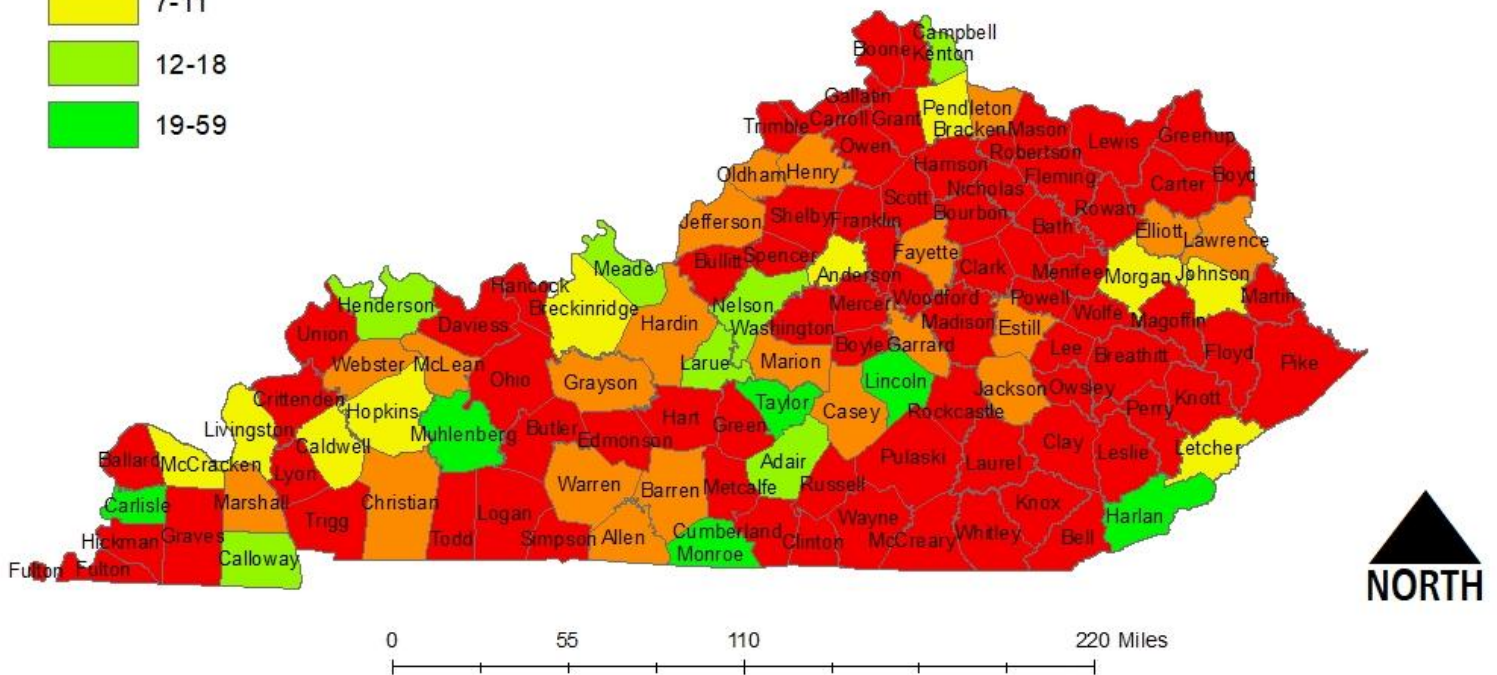 7-11
12-18
19-59
Campbell
Boone
Kenton
Gallatin
Pendleton
Trimble
Carroll
Grant
Bracken
Mason
Owen
Robertson
Lewis
Greenup
Oldham
Henry
Harrison
Fleming
Carter
Boyd
Nicholas
Jefferson
Shelby
Franklin
Scott
Bourbon
Bath
Rowan
Elliott
Lawrence
Bullitt
Spencer
Anderson
Fayette
Clark
Menifee
Morgan
Johnson
Meade
Hancock
Breckinridge
Nelson
Mercer
Woodford
Powell
Martin
Henderson
Daviess
Hardin
Washington
Madison
Estill
Wolfe
Magoffin
Union
Webster
McLean
Larue
Marion
Boyle
Garrard
Lee
Breathitt
Floyd
Pike
Ohio
Grayson
Lincoln
Jackson
Owsley
Knott
Crittenden
Hopkins
Taylor
Casey
Rockcastle
Perry
Livingston
Caldwell
Muhlenberg
Butler
Edmonson
Hart
Green
Clay
Leslie
Letcher
Ballard
McCracken
Lyon
Adair
Pulaski
Laurel
Carlisle
Marshall
Christian
Warren
Barren
Metcalfe
Russell
Knox
Harlan
Hickman
Graves
Trigg
Todd
Logan
Simpson
Allen
Cumberland
Monroe
Clinton
Wayne
McCreary
Whitley
Bell
Fulton
Fulton
Calloway
NORTH
0 55 110 220 Miles